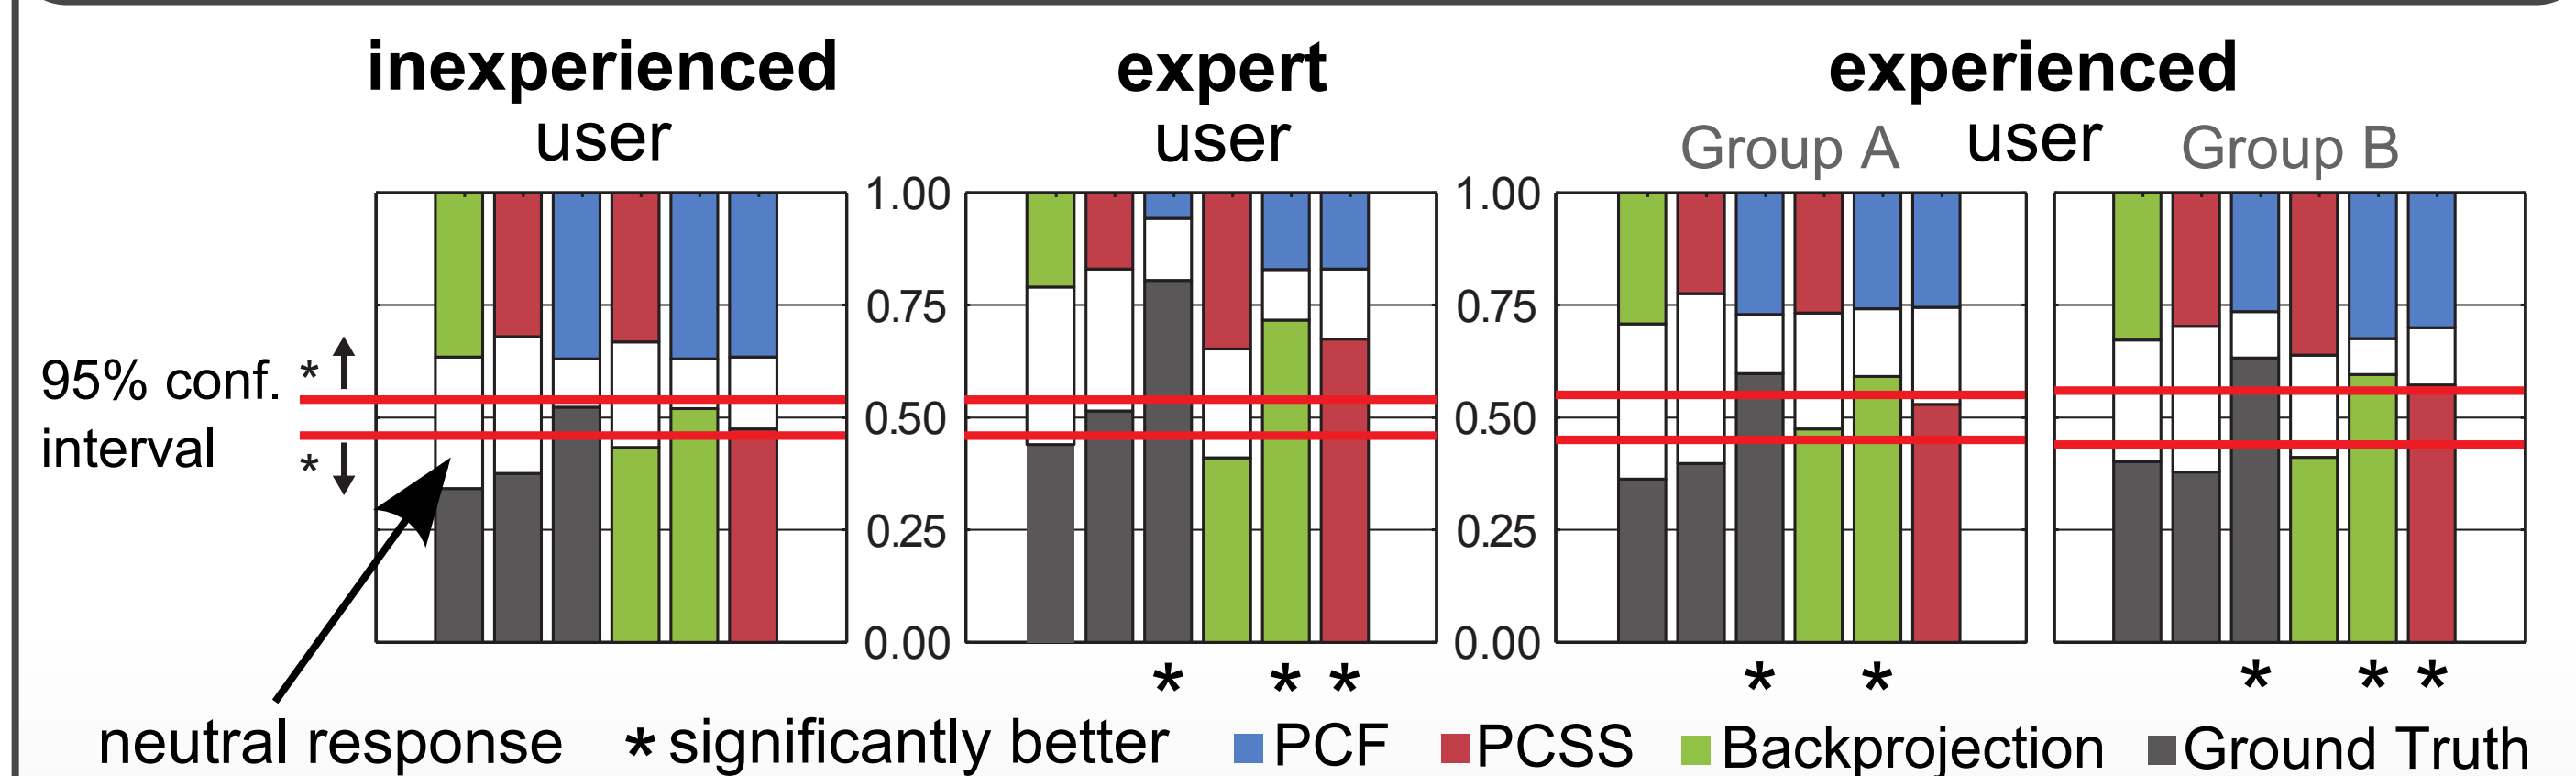 inexperienced
user
expert
user
experienced
user
Group A
Group B
1.00
0.75
0.50
0.25
0.00
1.00
0.75
0.50
0.25
0.00
95% conf.
interval
*
*
* * *
* *
* * *
neutral response
* significantly better
PCF
PCSS
Backprojection
Ground Truth